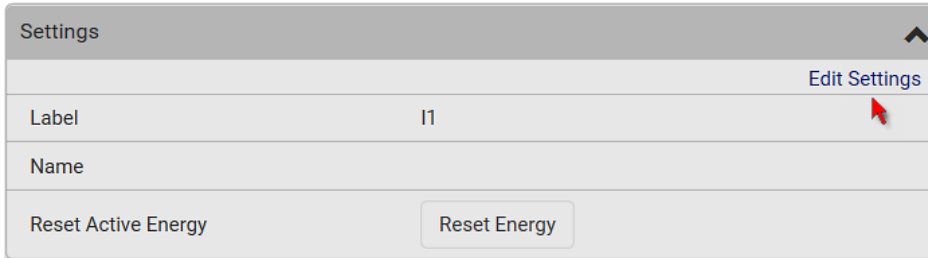 Settings
Edit Settings
Label I1
Name
Reset Active Energy Reset Energy